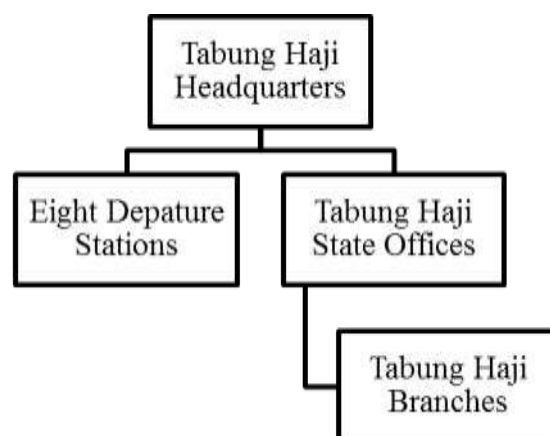 Tabung Haji
Headquarters
Eight Depature
Stations
Tabung Haji
State Offices
Tabung Haji
Branches